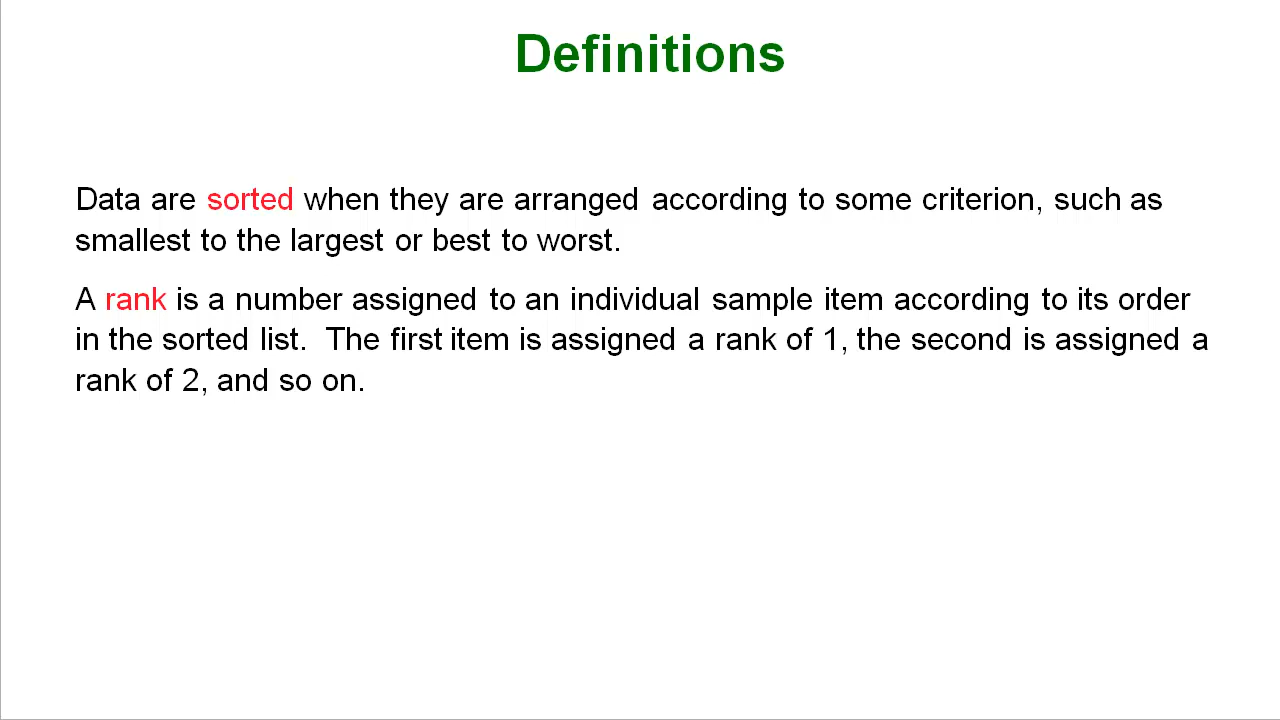 Definitions
Data are sorted when they are arranged according to some criterion, such as
smallest to the largest or best to worst.
A rank is a number assigned to an individual sample item according to its order
in the sorted list.  The first item is assigned a rank of 1, the second is assigned a
rank of 2, and so on.